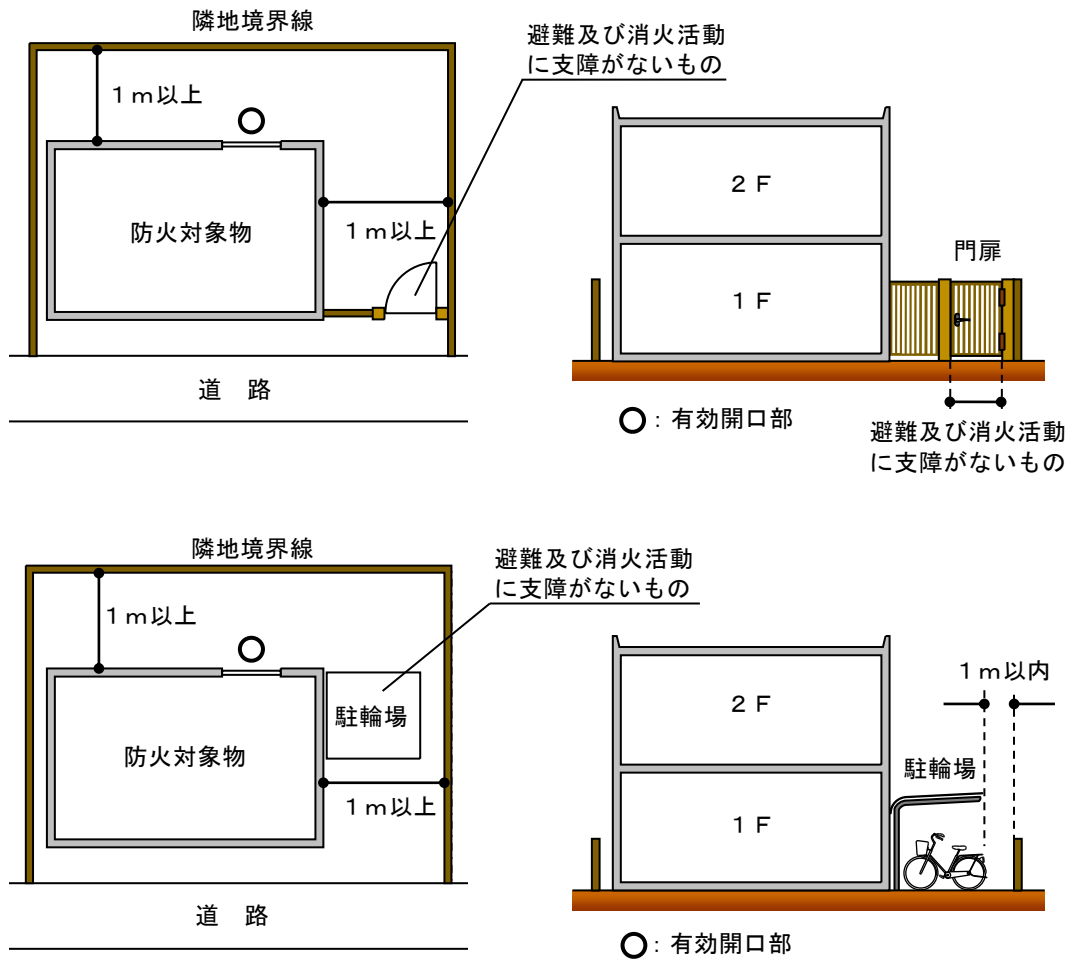 隣地境界線
避難及び消火活動
に支障がないもの
1m以上
2F
防火対象物
1m以上
門扉
1F
道 路
○: 有効開口部
避難及び消火活動
に支障がないもの
隣地境界線
避難及び消火活動
に支障がないもの
1m以上
1m以内
2F
駐輪場
防火対象物
駐輪場
1m以上
1F
道 路
○: 有効開口部